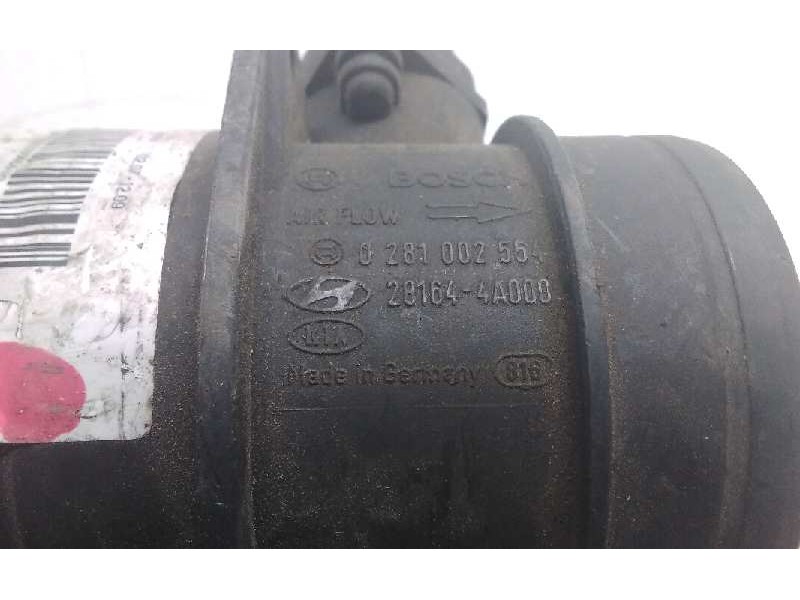 BOSCH
AIR FLOW
0 281 002 554
28164-4A000
KIA
Made in Germany 816